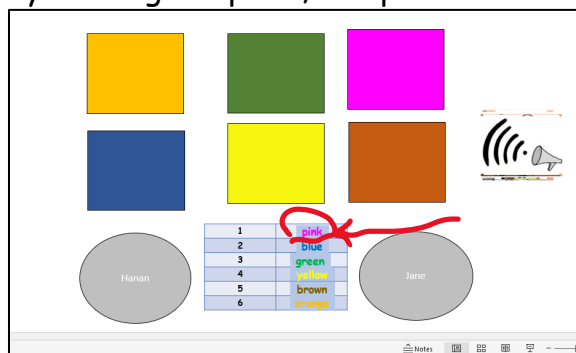 1 pink
2 blue
3 green
Hanan
4 yellow
Jane
5 brown
6 orange
Notes